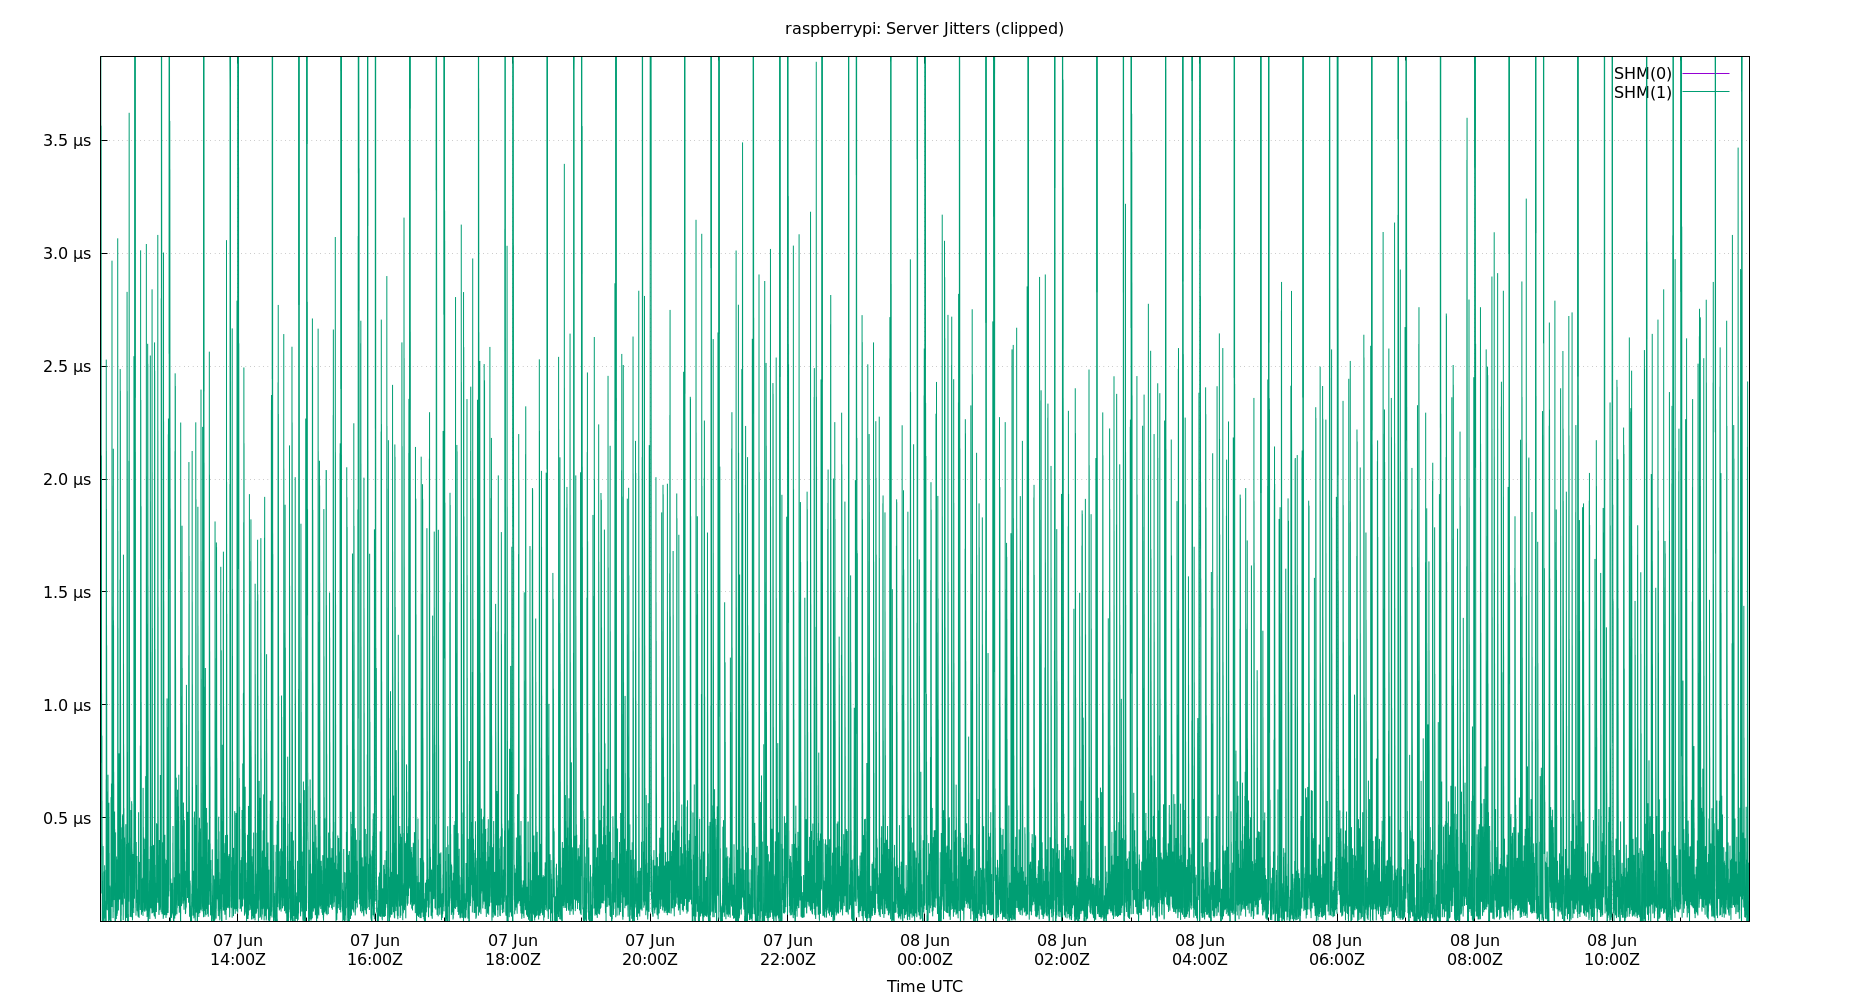 raspberrypi: Server Jitters (clipped)
SHM(0)
SHM(1)
3.5 µs
3.0 µs
2.5 µs
2.0 µs
1.5 µs
1.0 µs
0.5 µs
07 Jun 07 Jun 07 Jun 07 Jun 07 Jun 08 Jun 08 Jun 08 Jun 08 Jun 08 Jun 08 Jun
14:00Z 16:00Z 18:00Z 20:00Z 22:00Z 00:00Z 02:00Z 04:00Z 06:00Z 08:00Z 10:00Z
Time UTC